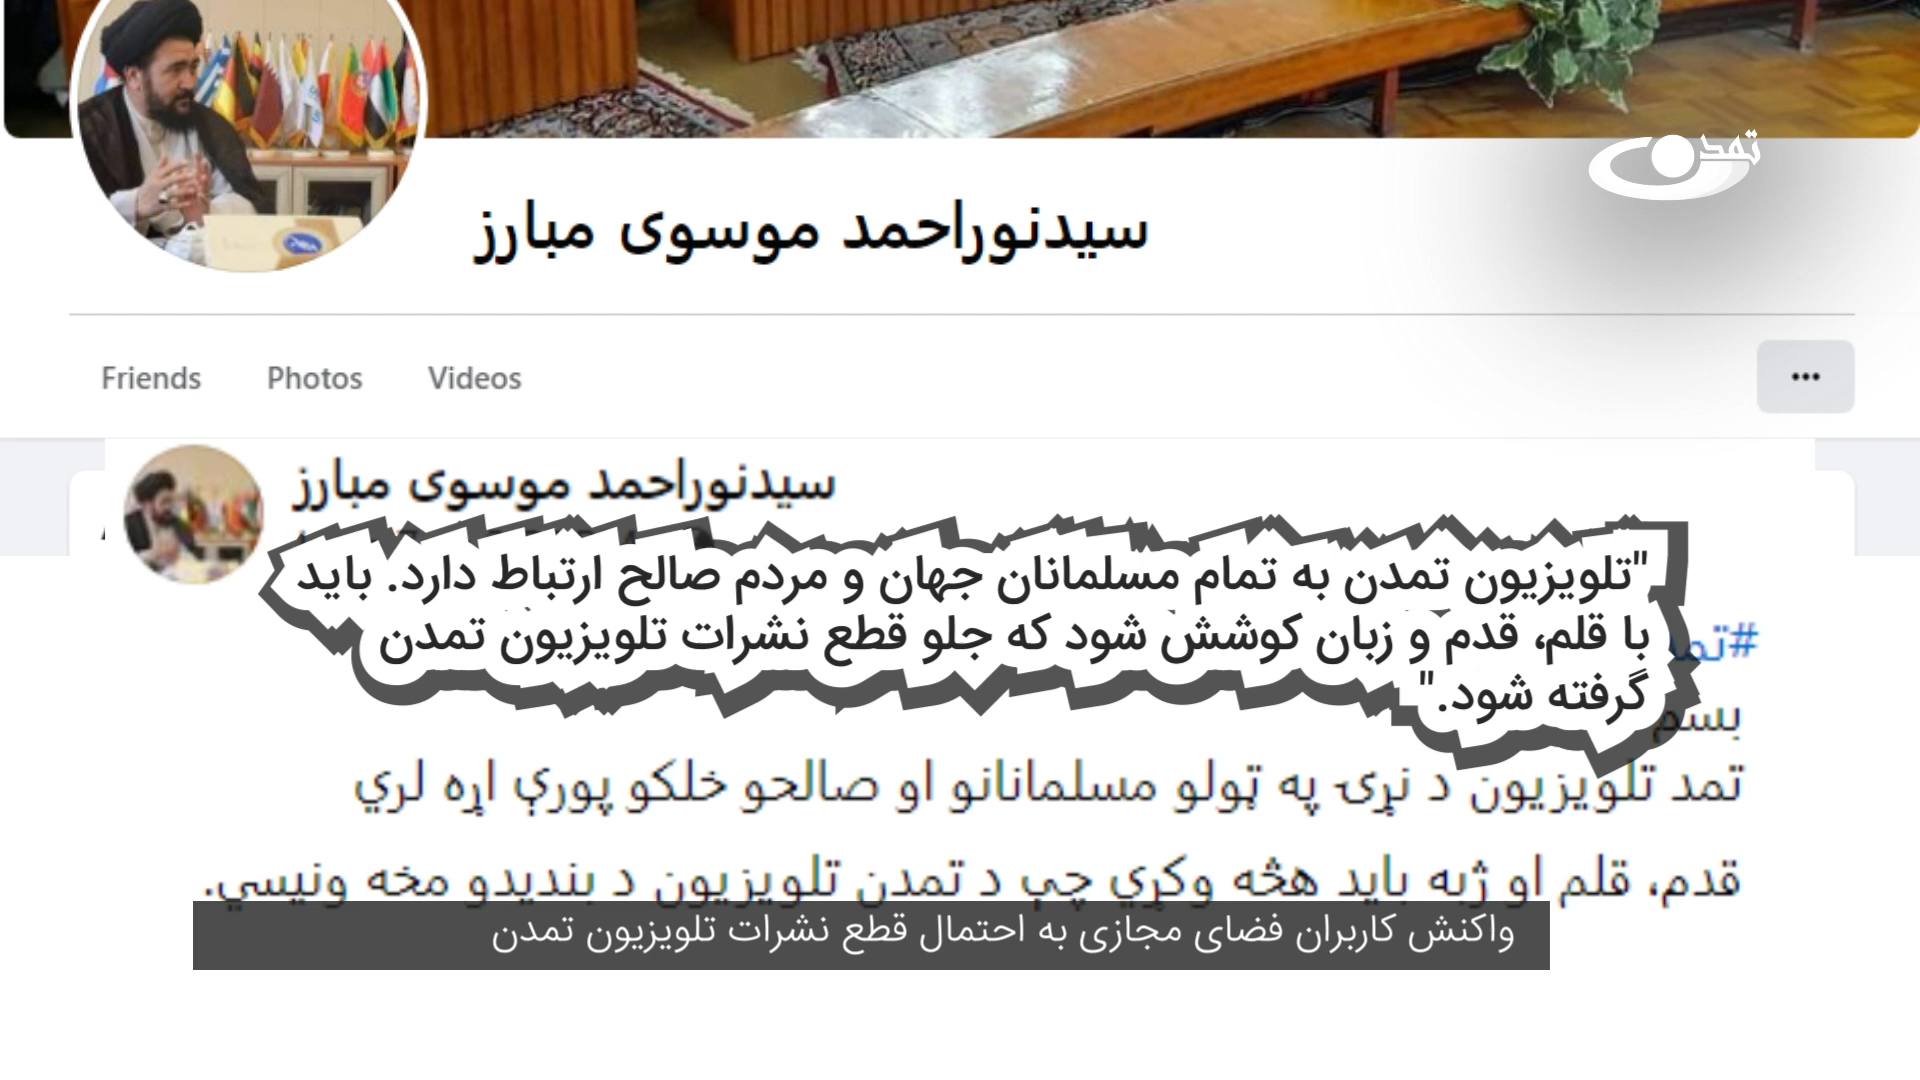 تمدن
سیدنوراحمد موسوی مبارز
Friends Photos Videos
سیدنوراحمد موسوی مبارز
"تلویزیون تمدن به تمام مسلمانان جهان و مردم صالح ارتباط دارد. باید
با قلم، قدم و زبان کوشش شود که جلو قطع نشرات تلویزیون تمدن
گرفته شود."
بسم
تمد تلویزیون د نړۍ په ټولو مسلمانانو او صالحو خلکو پورې اړه لري
قدم، قلم او ژبه باید هڅه وکړي چې د تمدن تلویزیون د بندیدو مخه ونیسي.
واکنش کاربران فضای مجازی به احتمال قطع نشرات تلویزیون تمدن